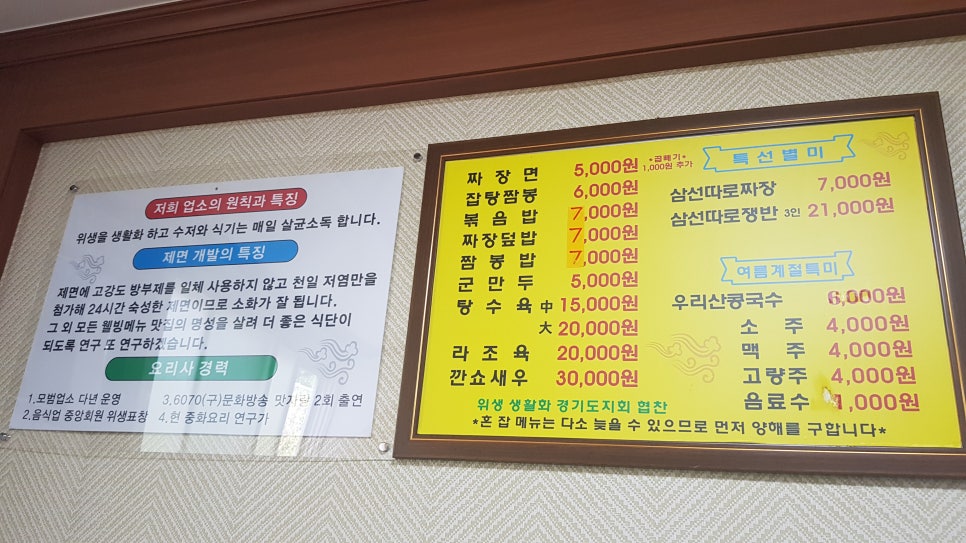 저희 업소의 원칙과 특징
위생을 생활화 하고 수저와 식기는 매일 살균소독 합니다.
제면 개발의 특징
제면에 고강도 방부제를 일체 사용하지 않고 천일 저염만을
첨가해 24시간 숙성한 제면이므로 소화가 잘 됩니다.
그 외 모든 웰빙메뉴 맛집의 명성을 살려 더 좋은 식단이
되도록 연구 또 연구하겠습니다.
요리사 경력
1.모범업소 다년 운영 3.6070(구)문화방송 맛자랑 2회 출연
2.음식업 중앙회원 위생표창 4.현 중화요리 연구가
짜장면 5,000원 *곱빼기* 1,000원 추가
잡탕짬봉 6,000원
볶음밥 7,000원
짜장덮밥 7,000원
짬봉밥 7,000원
군만두 5,000원
탕수육 中 15,000원
大 20,000원
라조육 20,000원
깐쇼새우 30,000원
특선별미
삼선따로짜장 7,000원
삼선따로쟁반 3인 21,000원
여름계절특미
우리산콩국수 6,000원
소주 4,000원
맥주 4,000원
고량주 4,000원
음료수 1,000원
위생 생활화 경기도지회 협찬
*혼 잡 메뉴는 다소 늦을 수 있으므로 먼저 양해를 구합니다*